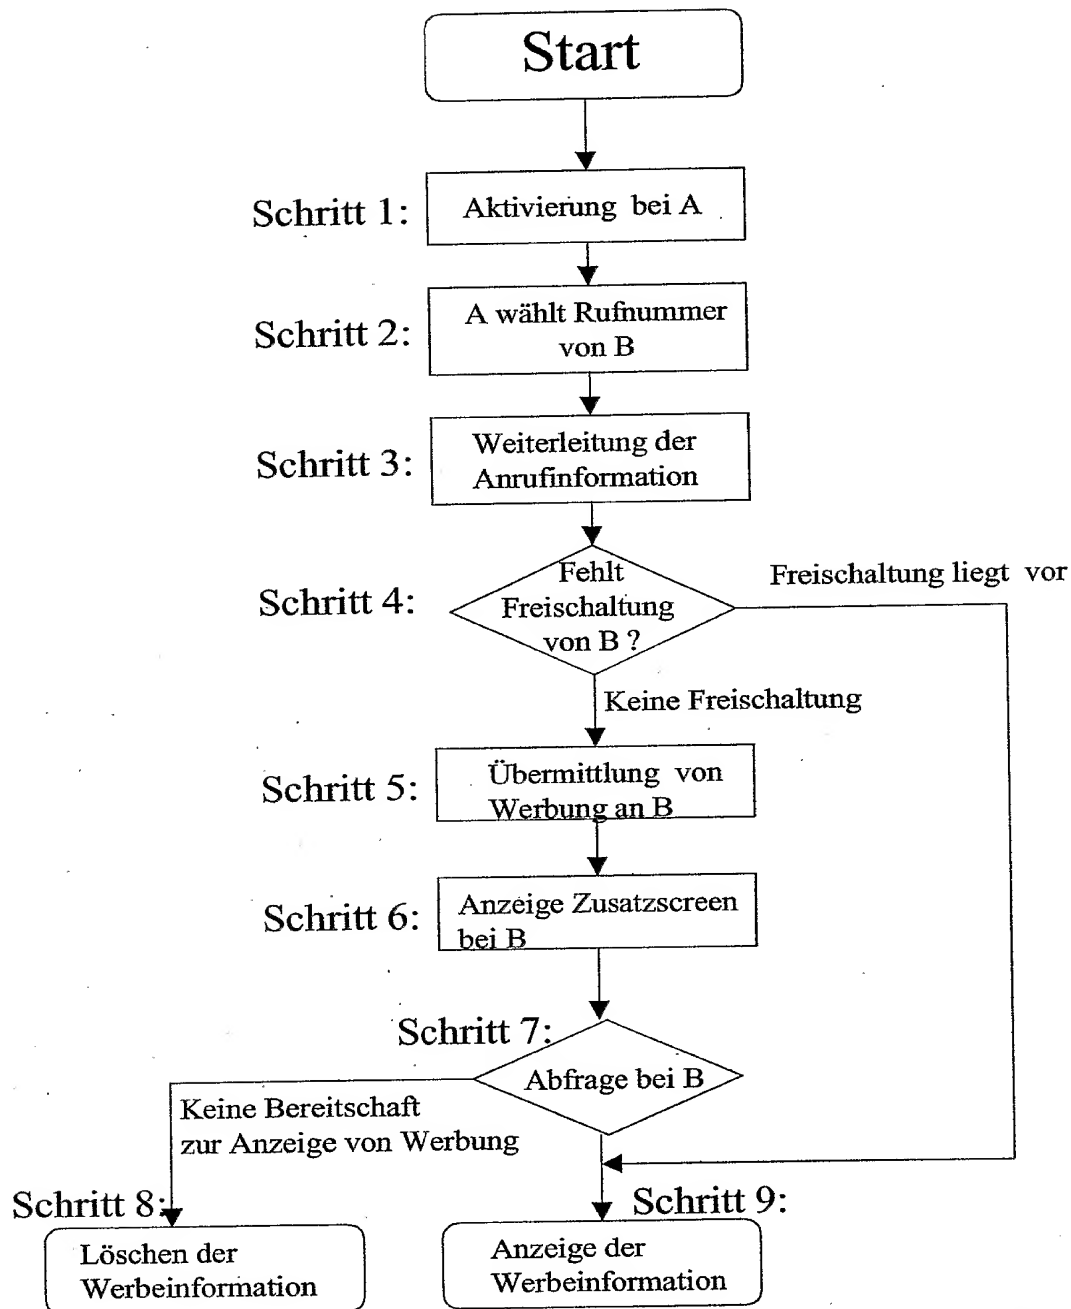 Start
Schritt 1:
Aktivierung bei A
Schritt 2:
A wählt Rufnummer
von B
Schritt 3:
Weiterleitung der
Anrufinformation
Schritt 4:
Fehlt
Freischaltung
von B ?
Freischaltung liegt vor
Keine Freischaltung
Schritt 5:
Übermittlung von
Werbung an B
Schritt 6:
Anzeige Zusatzscreen
bei B
Schritt 7:
Abfrage bei B
Keine Bereitschaft
zur Anzeige von Werbung
Schritt 8:
Löschen der
Werbeinformation
Schritt 9:
Anzeige der
Werbeinformation